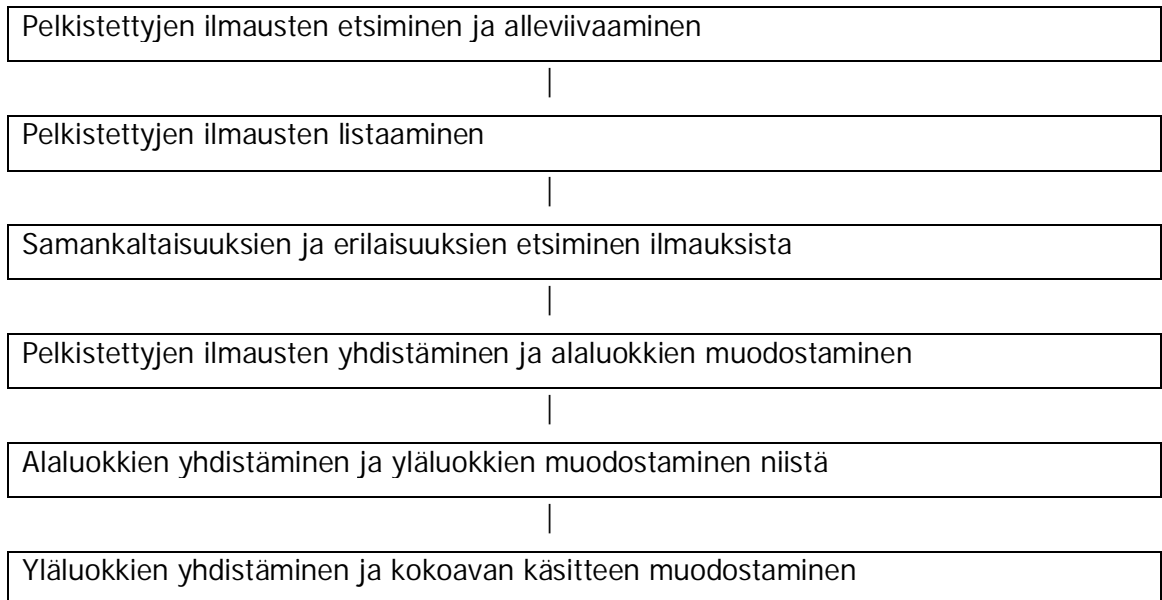 Pelkistettyjen ilmausten etsiminen ja alleviivaaminen
Pelkistettyjen ilmausten listaaminen
Samankaltaisuuksien ja erilaisuuksien etsiminen ilmauksista
Pelkistettyjen ilmausten yhdistäminen ja alaluokkien muodostaminen
Alaluokkien yhdistäminen ja yläluokkien muodostaminen niistä
Yläluokkien yhdistäminen ja kokoavan käsitteen muodostaminen